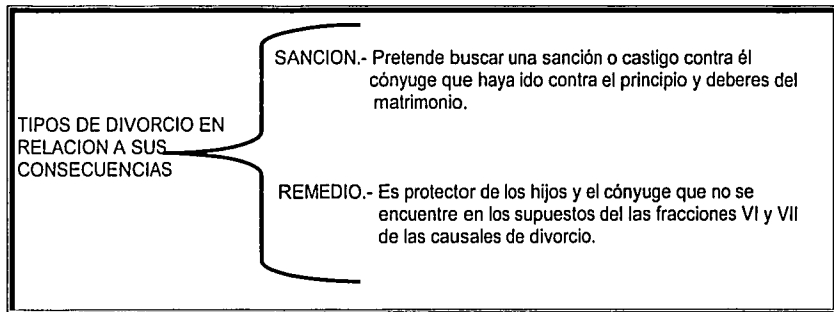 SANCION.- Pretende buscar una sanción o castigo contra él
cónyuge que haya ido contra el principio y deberes del
matrimonio.
TIPOS DE DIVORCIO EN
RELACION A SUS
CONSECUENCIAS
REMEDIO.- Es protector de los hijos y el cónyuge que no se
encuentre en los supuestos del las fracciones VI y VII
de las causales de divorcio.